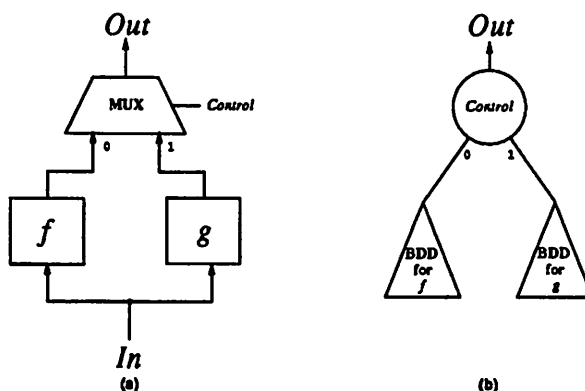 Out
MUX
Control
0
1
f
g
In
(a)
Out
Control
0
1
BDD
for
f
BDD
for
g
(b)